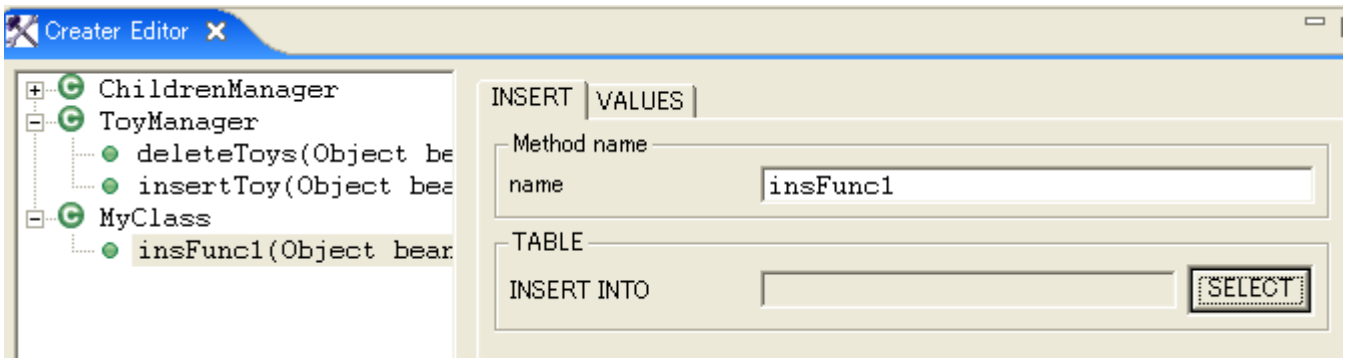 Creater Editor
ChildrenManager
ToyManager
deleteToys(Object be
insertToy(Object bea
MyClass
insFunc1(Object bean
INSERT
VALUES
Method name
name
insFunc1
TABLE
INSERT INTO
SELECT